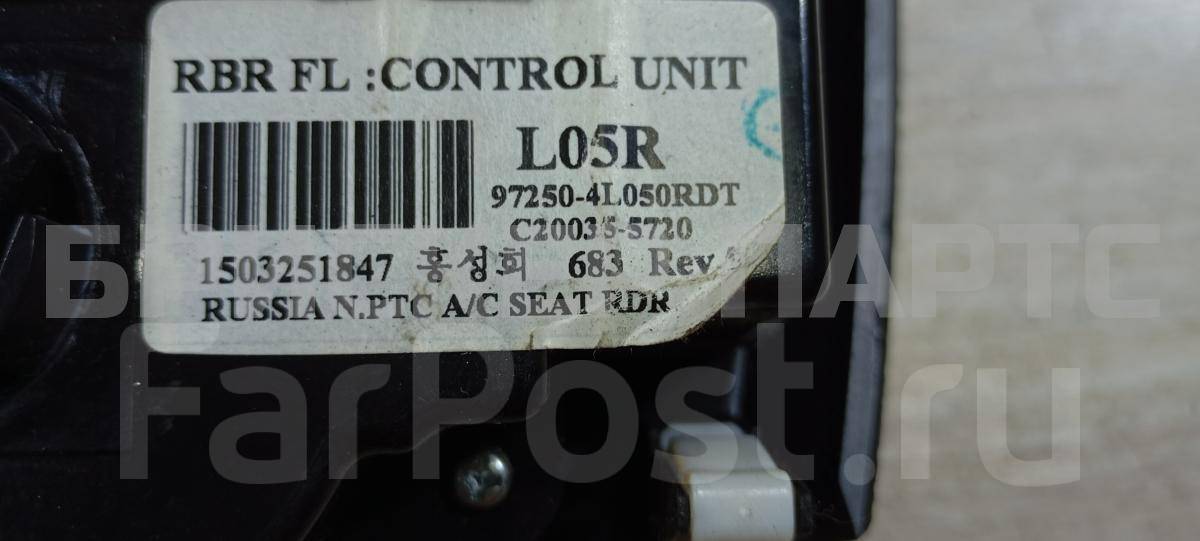 RBR FL :CONTROL UNIT
L05R
97250-4L050RDT
C20035-5720
1503251847 홍성회 683 Rev
RUSSIA N.PTC A/C SEAT RDR
FarPost.ru